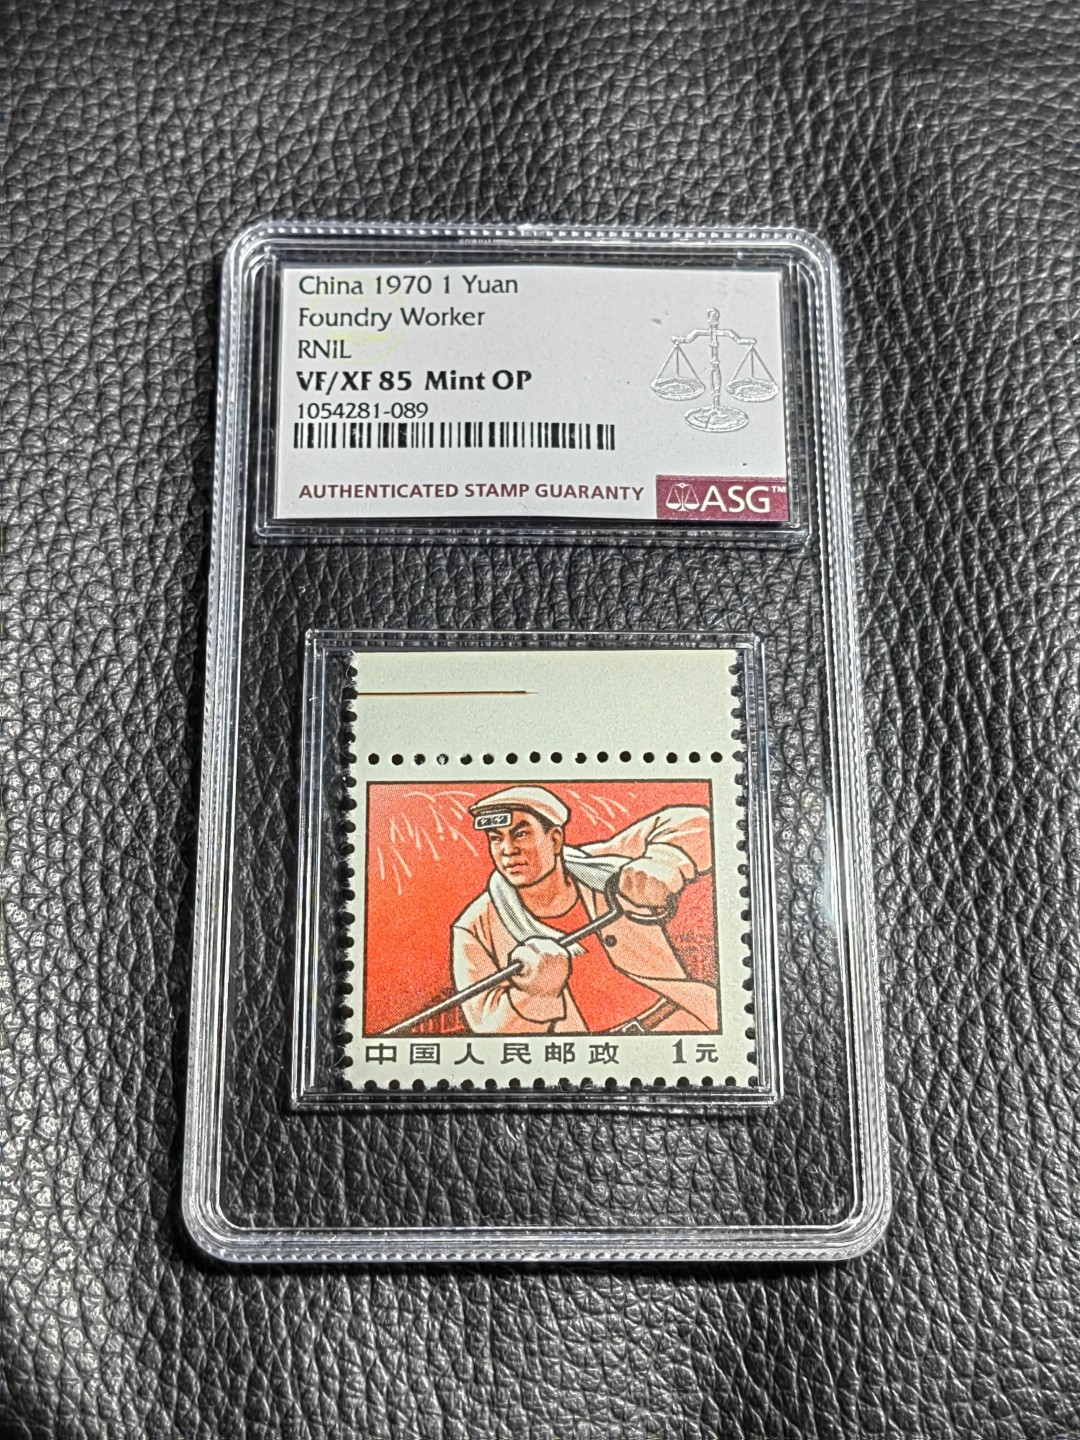 China 1970 1 Yuan
Foundry Worker
RNIL
VF/XF 85 Mint OP
1054281-089
AUTHENTICATED STAMP GUARANTY
ASG™
中国人民邮政 1元